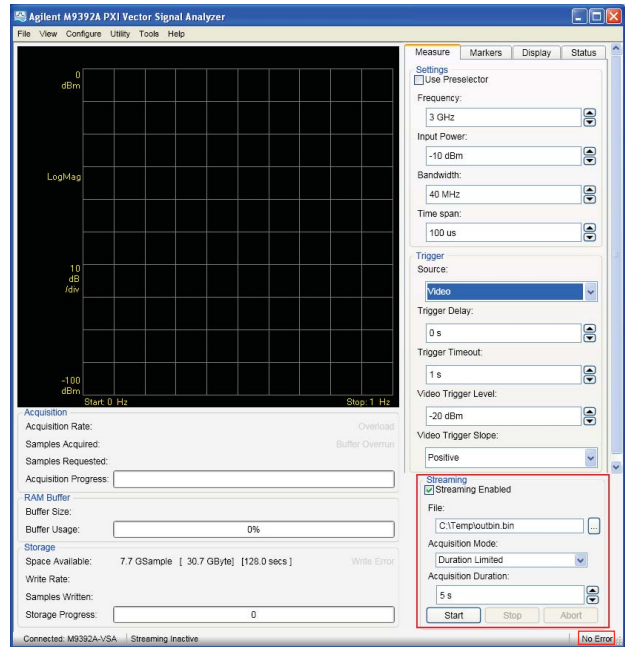 Agilent M9392A PXI Vector Signal Analyzer
File View Configure Utility Tools Help
0
dBm
LogMag
10
dB
/div
-100
dBm
Start: 0 Hz
Stop: 1 Hz
Acquisition
Acquisition Rate:
Overload
Samples Acquired:
Buffer Overrun
Samples Requested:
Acquisition Progress:
RAM Buffer
Buffer Size:
Buffer Usage:
0%
Storage
Space Available:
7.7 GSample [ 30.7 GByte] [128.0 secs ]
Write Error
Write Rate:
Samples Written:
Storage Progress:
0
Measure Markers Display Status
Settings
Use Preselector
Frequency:
3 GHz
Input Power:
-10 dBm
Bandwidth:
40 MHz
Time span:
100 us
Trigger
Source:
Video
Trigger Delay:
0 s
Trigger Timeout:
1 s
Video Trigger Level:
-20 dBm
Video Trigger Slope:
Positive
Streaming
Streaming Enabled
File:
C:\Temp\outbin.bin
...
Acquisition Mode:
Duration Limited
Acquisition Duration:
5 s
Start Stop Abort
Connected: M9392A-VSA Streaming Inactive
No Error